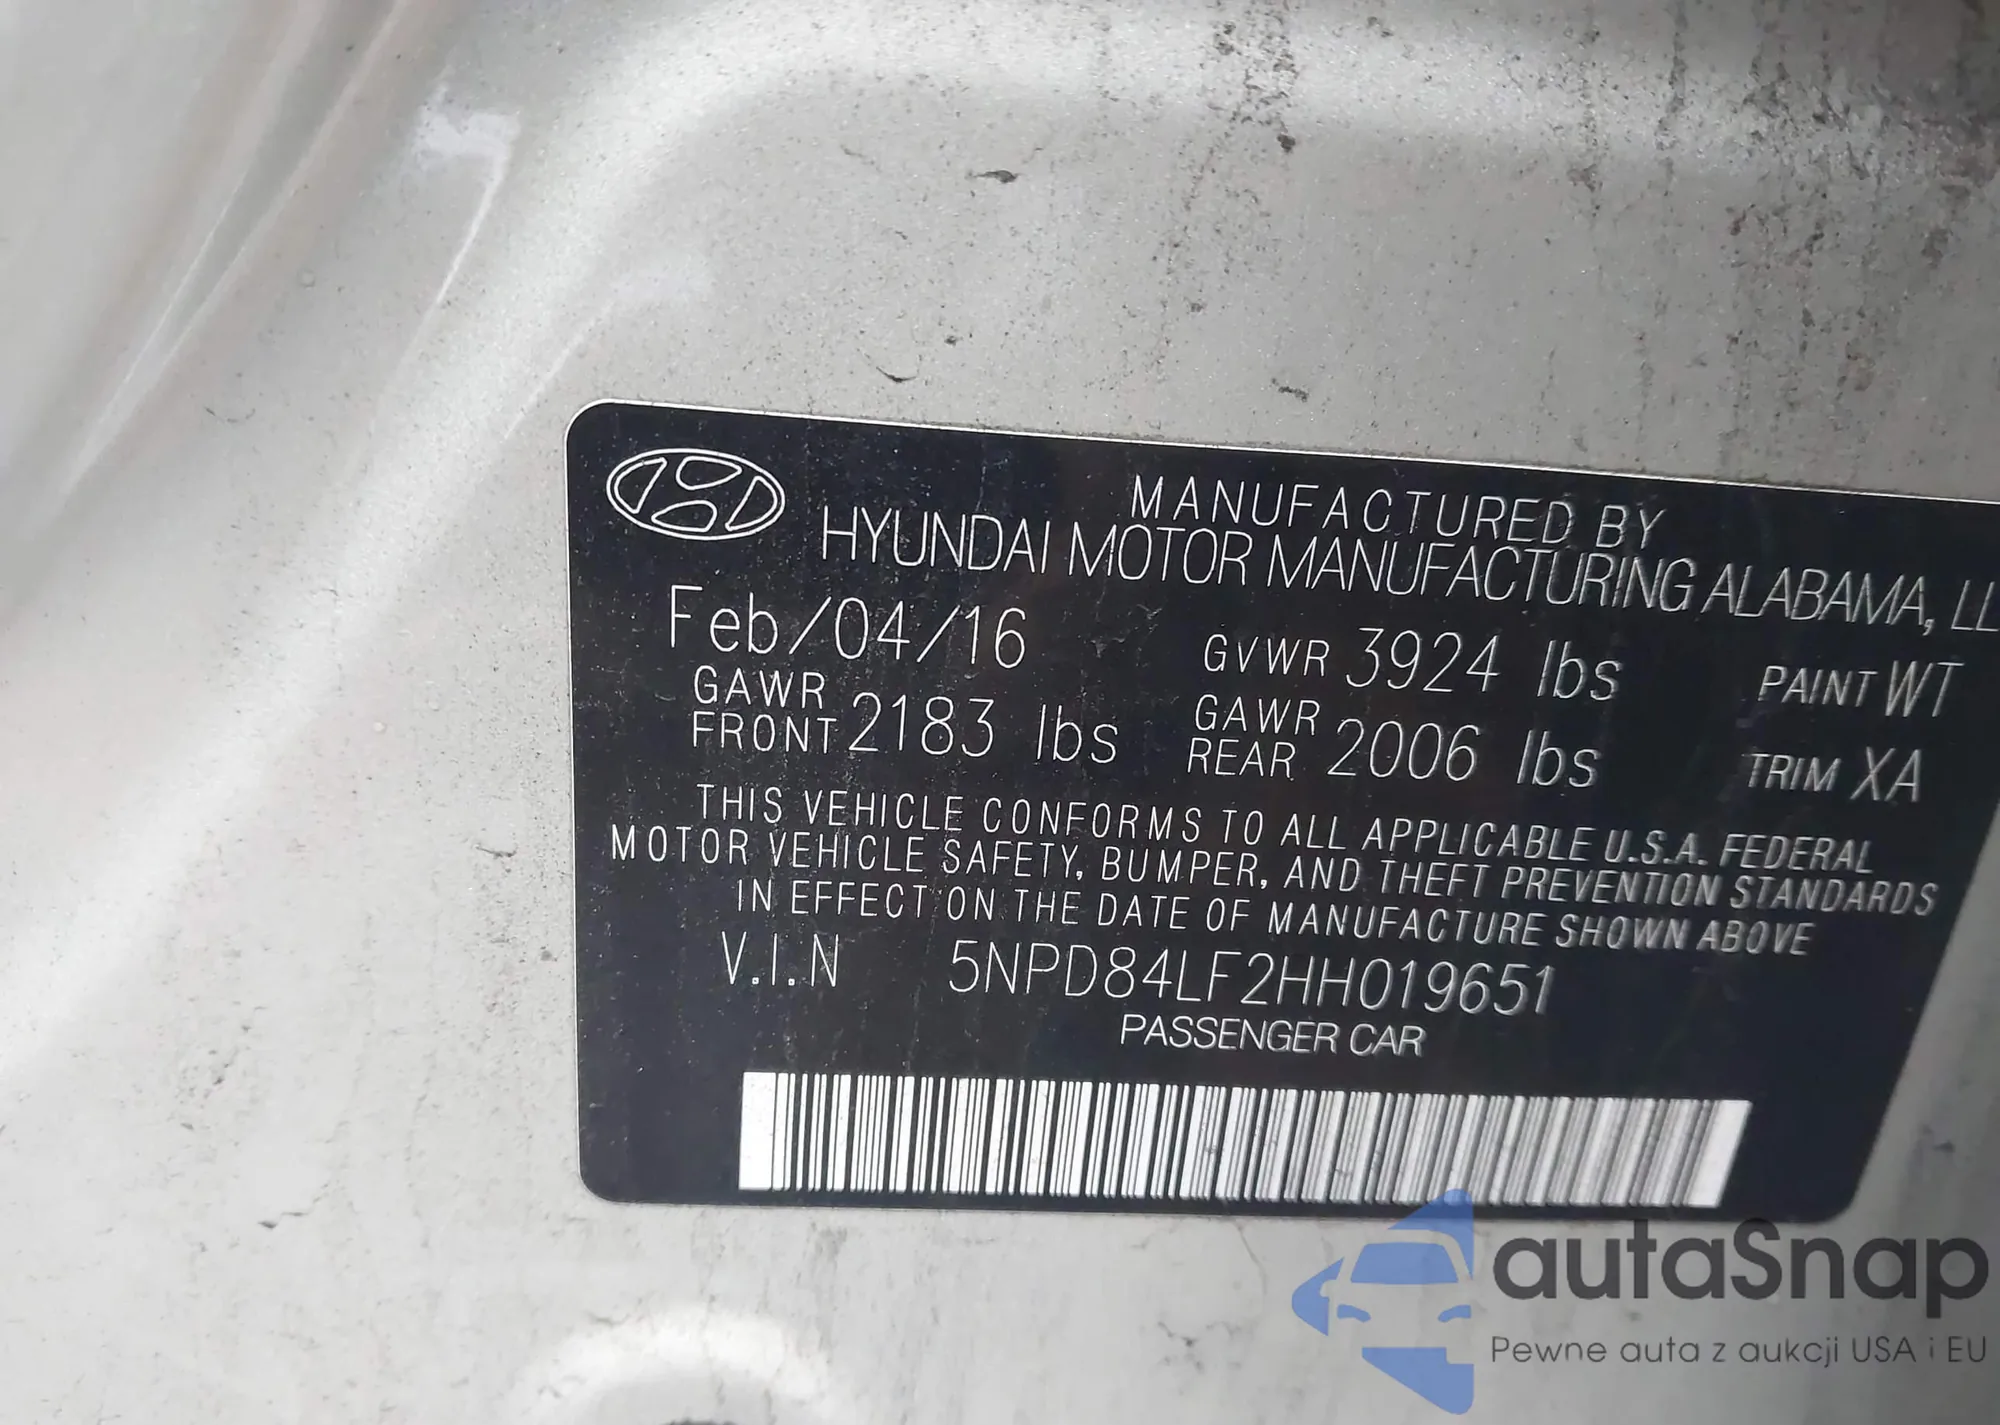 MANUFACTURED BY
HYUNDAI MOTOR MANUFACTURING ALABAMA, LL
Feb/04/16 GVWR 3924 lbs PAINT WT
GAWR FRONT 2183 lbs GAWR REAR 2006 lbs TRIM XA
THIS VEHICLE CONFORMS TO ALL APPLICABLE U.S.A. FEDERAL
MOTOR VEHICLE SAFETY, BUMPER, AND THEFT PREVENTION STANDARDS
IN EFFECT ON THE DATE OF MANUFACTURE SHOWN ABOVE
V.I.N 5NPD84LF2HH019651
PASSENGER CAR
autaSnap
Pewne auta z aukcji USA i EU